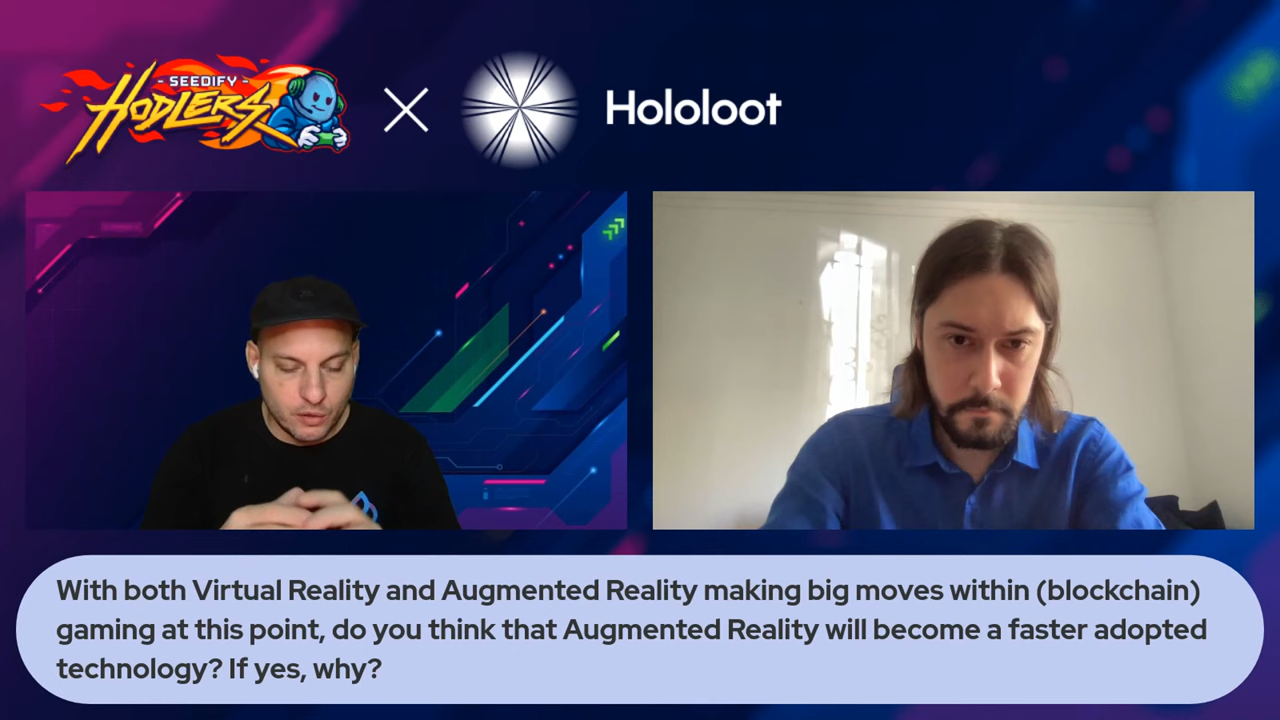 - SEEDIFY -
HODLERS
Hololoot
With both Virtual Reality and Augmented Reality making big moves within (blockchain)
gaming at this point, do you think that Augmented Reality will become a faster adopted
technology? If yes, why?